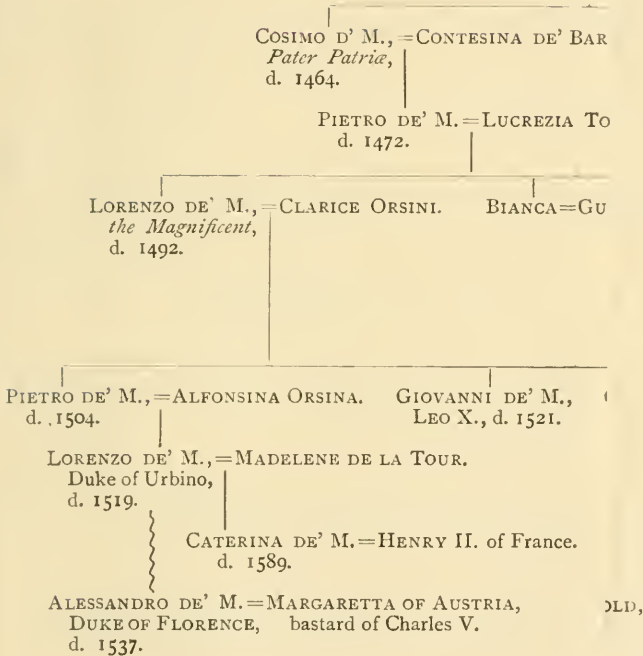 COSIMO D' M.,=CONTESINA DE' BAR
Pater Patriæ,
d. 1464.
PIETRO DE' M.=LUCREZIA TO
d. 1472.
LORENZO DE' M.,=CLARICE ORSINI. BIANCA=GU
the Magnificent,
d. 1492.
PIETRO DE' M.,=ALFONSINA ORSINA. GIOVANNI DE' M.,
d. 1504. LEO X., d. 1521.
LORENZO DE' M.,=MADELENE DE LA TOUR.
Duke of Urbino,
d. 1519.
CATERINA DE' M.=HENRY II. of France.
d. 1589.
ALESSANDRO DE' M.=MARGARETTA OF AUSTRIA, OLD,
DUKE OF FLORENCE, bastard of Charles V.
d. 1537.